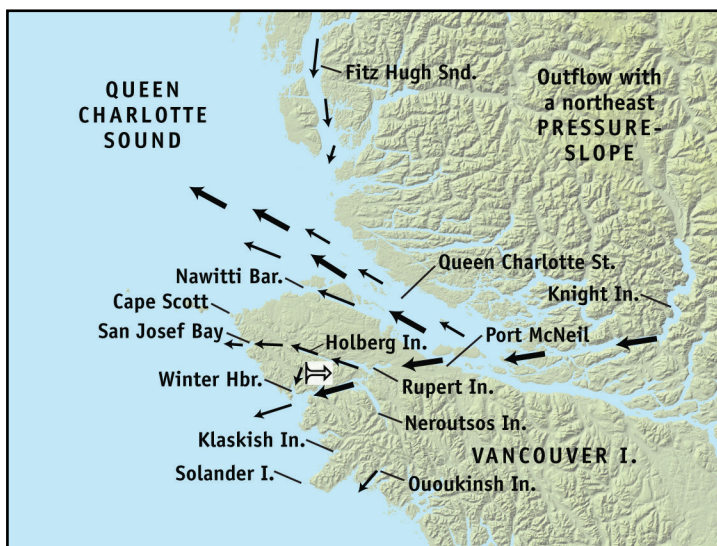 Fitz Hugh Snd.
QUEEN
CHARLOTTE
SOUND
Outflow with
a northeast
PRESSURE-
SLOPE
Queen Charlotte St.
Nawitti Bar.
Knight In.
Cape Scott
San Josef Bay
Holberg In.
Port McNeil
Winter Hbr.
Rupert In.
Neroutsos In.
Klaskish In.
VANCOUVER I.
Solander I.
Ououkinsh In.